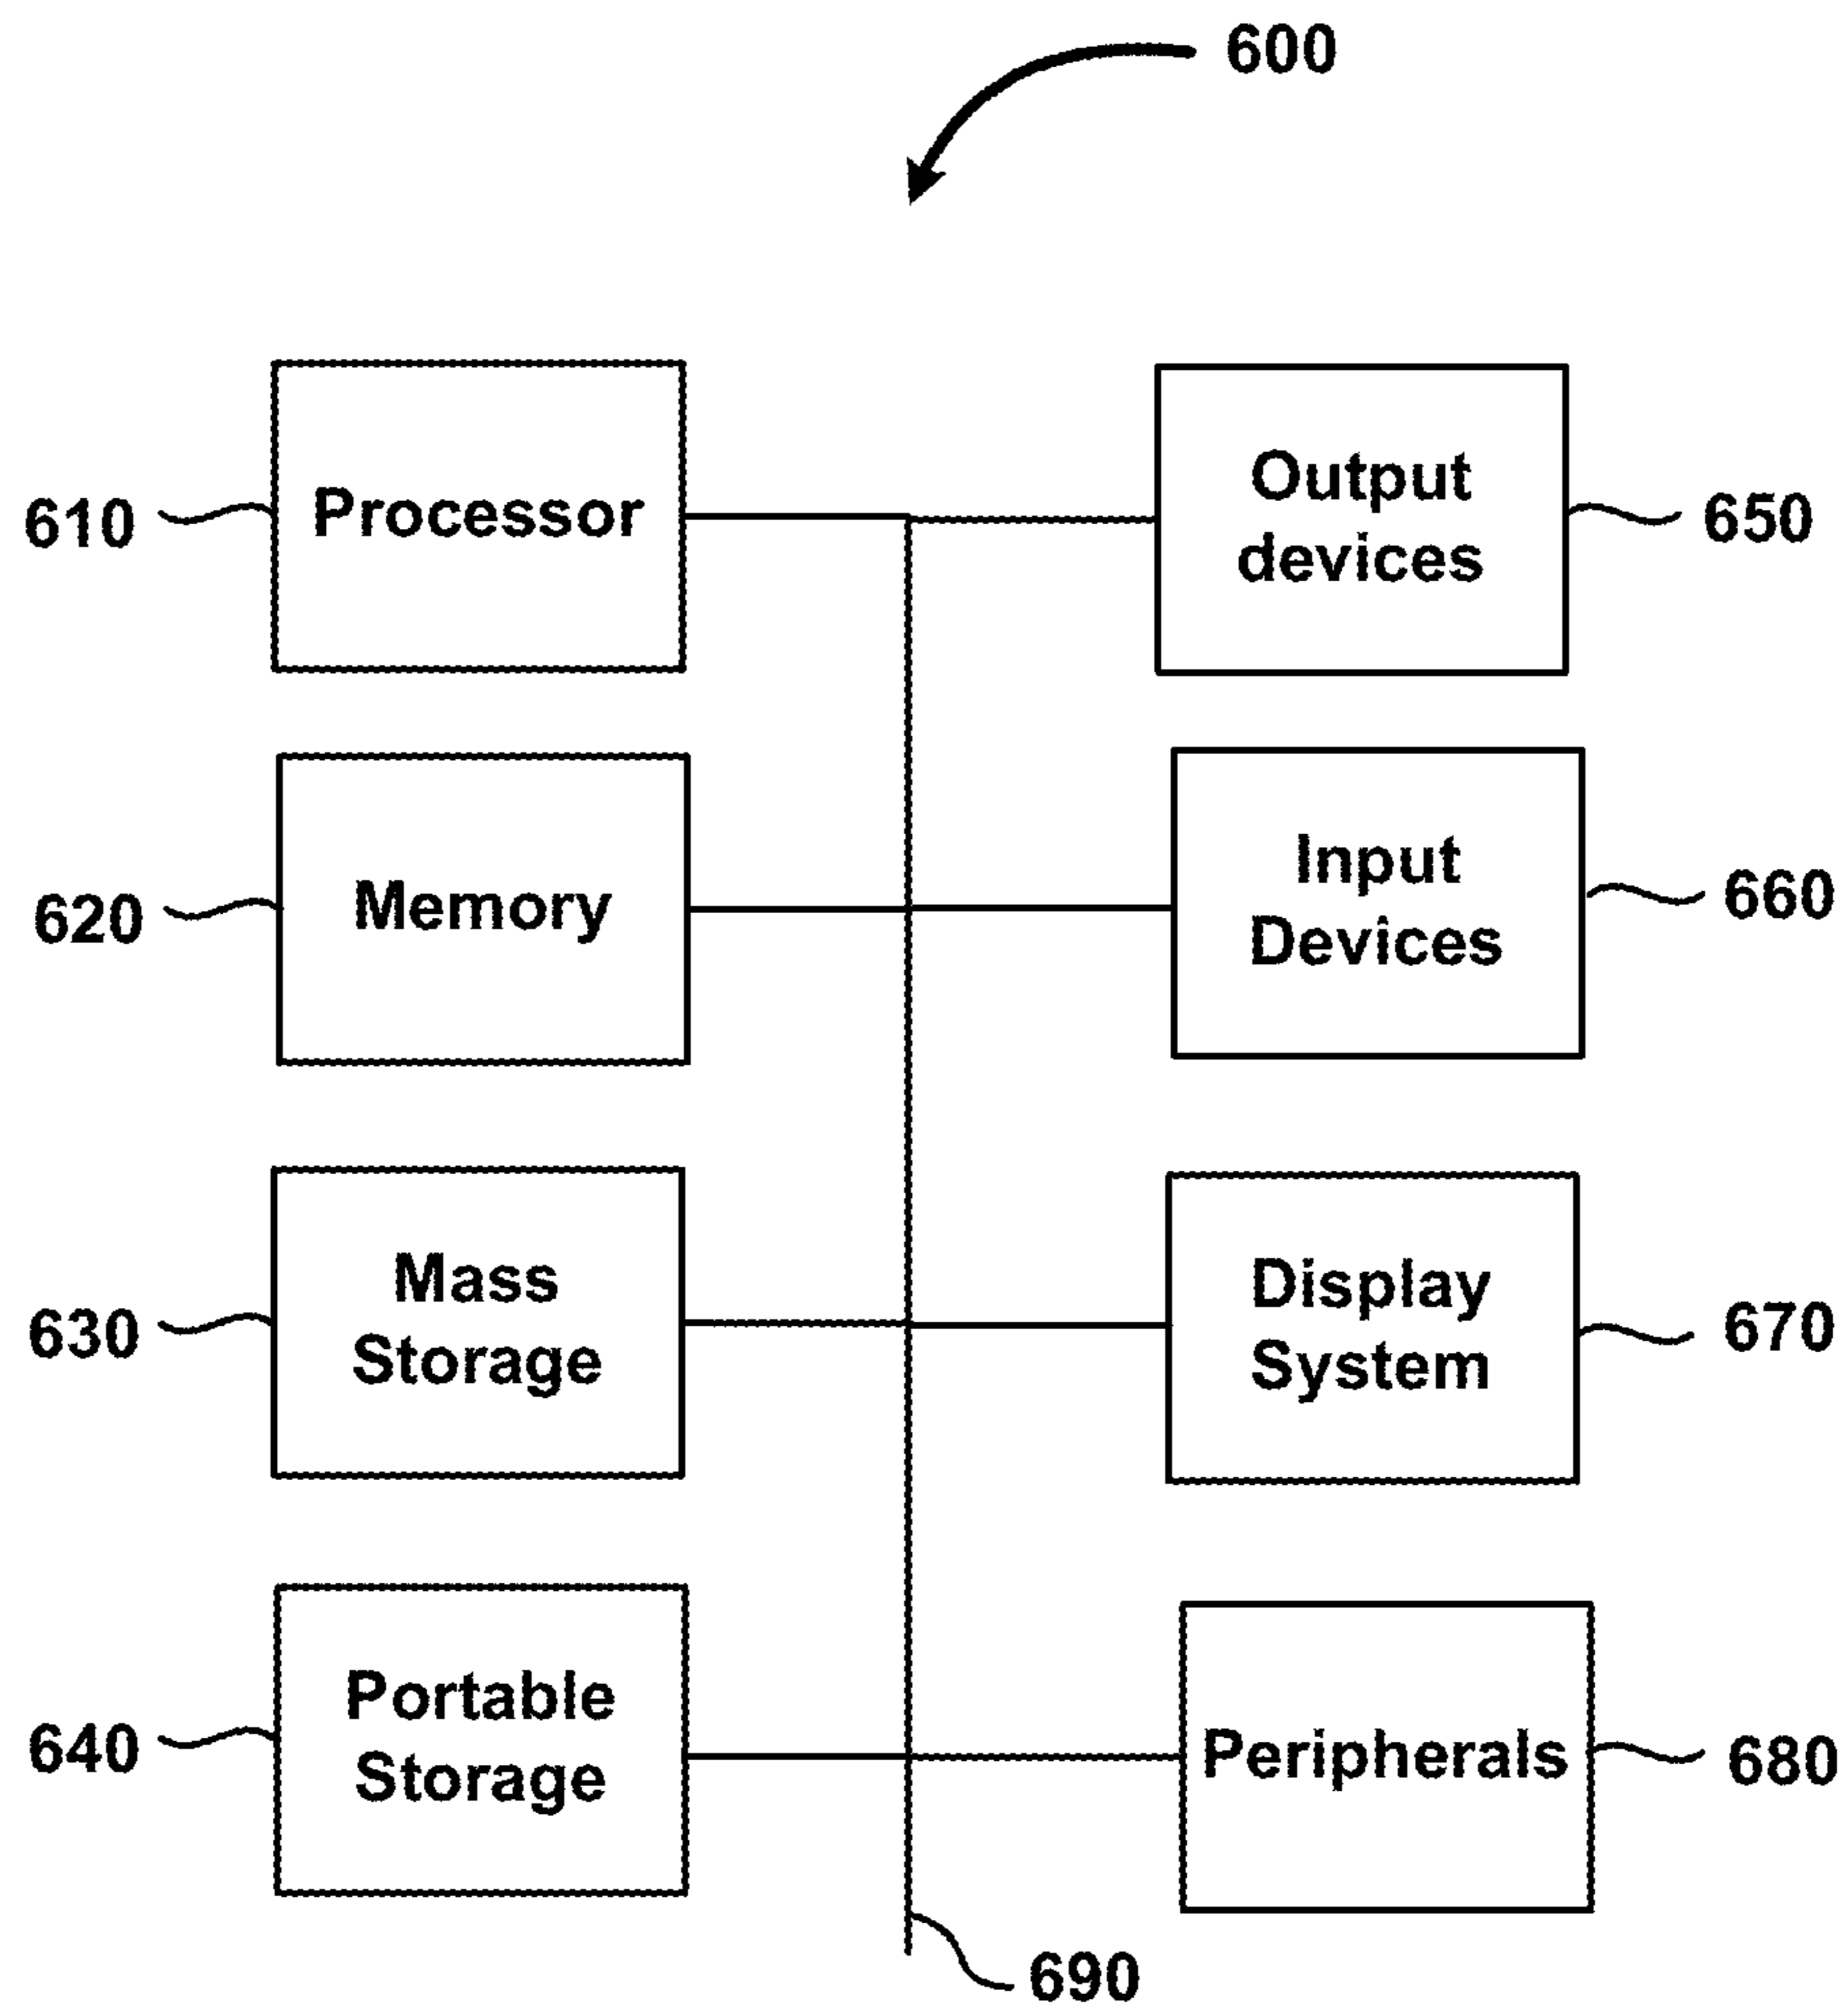 600
610
Processor
Output
devices
650
620
Memory
Input
Devices
660
630
Mass
Storage
Display
System
670
640
Portable
Storage
Peripherals
680
690